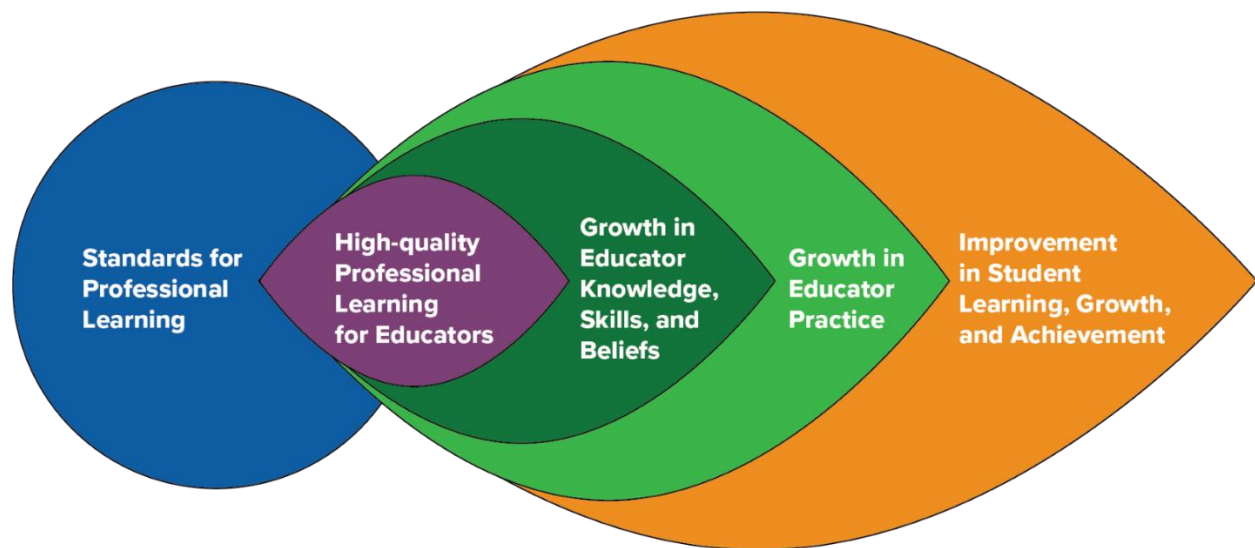 Standards for
Professional
Learning
High-quality
Professional
Learning
for Educators
Growth in
Educator
Knowledge,
Skills, and
Beliefs
Growth in
Educator
Practice
Improvement
in Student
Learning, Growth,
and Achievement